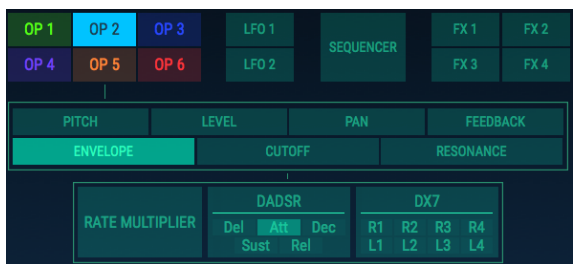 OP 1 OP 2 OP 3 LFO 1 SEQUENCER FX 1 FX 2
OP 4 OP 5 OP 6 LFO 2 FX 3 FX 4
PITCH LEVEL PAN FEEDBACK
ENVELOPE CUTOFF RESONANCE
RATE MULTIPLIER
DADSR
Del Att Dec
Sust Rel
DX7
R1 R2 R3 R4
L1 L2 L3 L4